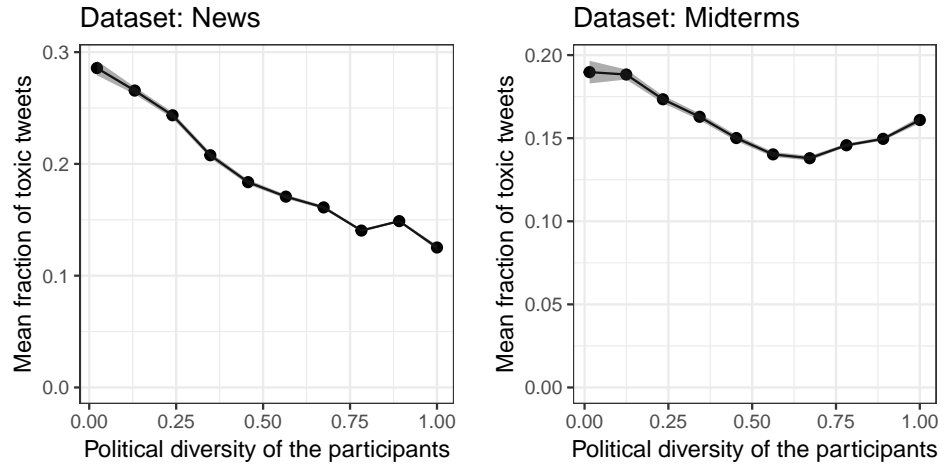 Dataset: News
Mean fraction of toxic tweets
0.3
0.2
0.1
0.0
0.00 0.25 0.50 0.75 1.00
Political diversity of the participants
Dataset: Midterms
Mean fraction of toxic tweets
0.20
0.15
0.10
0.05
0.00
0.00 0.25 0.50 0.75 1.00
Political diversity of the participants